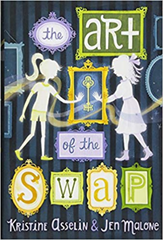 the ART
of the
SWAP
KRISTINE ASSELIN & JEN MALONE